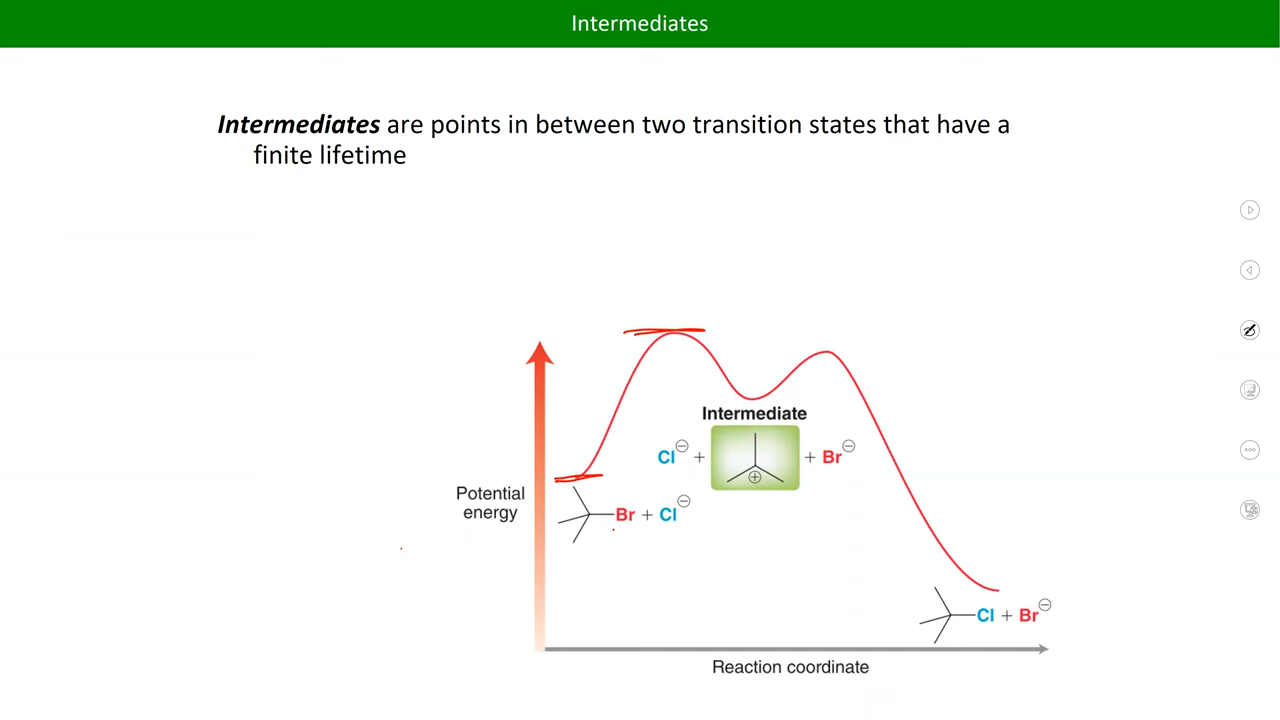 Intermediates
Intermediates are points in between two transition states that have a
finite lifetime
Intermediate
Cl⊖ + ⊕ + Br⊖
Potential
energy
Br + Cl⊖
Cl + Br⊖
Reaction coordinate